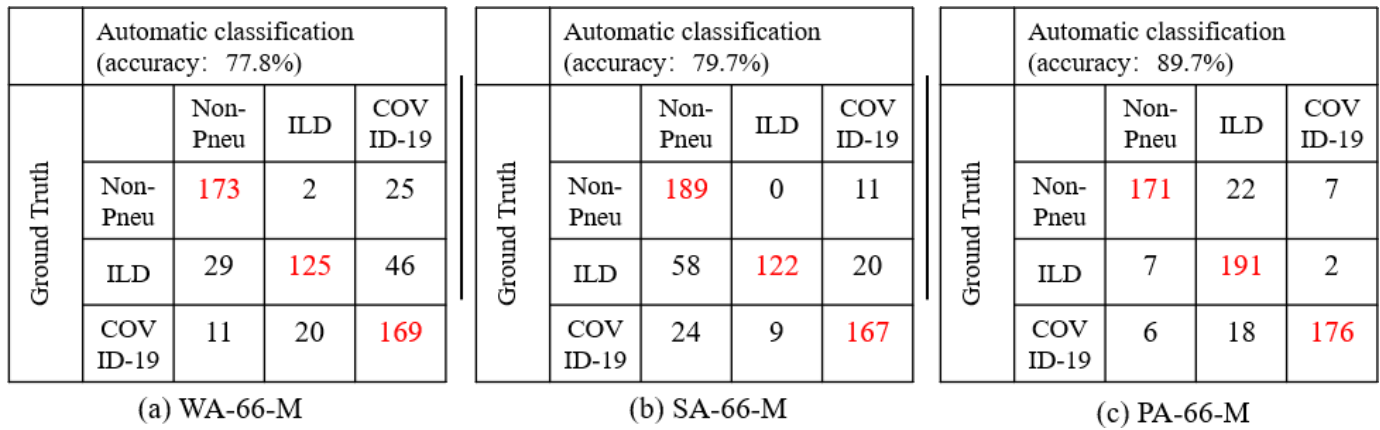 Automatic classification
(accuracy: 77.8%)
Ground Truth
Non-
Pneu
ILD
COV
ID-19
Non-
Pneu
173
2
25
ILD
29
125
46
COV
ID-19
11
20
169
(a) WA-66-M
Automatic classification
(accuracy: 79.7%)
Ground Truth
Non-
Pneu
ILD
COV
ID-19
Non-
Pneu
189
0
11
ILD
58
122
20
COV
ID-19
24
9
167
(b) SA-66-M
Automatic classification
(accuracy: 89.7%)
Ground Truth
Non-
Pneu
ILD
COV
ID-19
Non-
Pneu
171
22
7
ILD
7
191
2
COV
ID-19
6
18
176
(c) PA-66-M